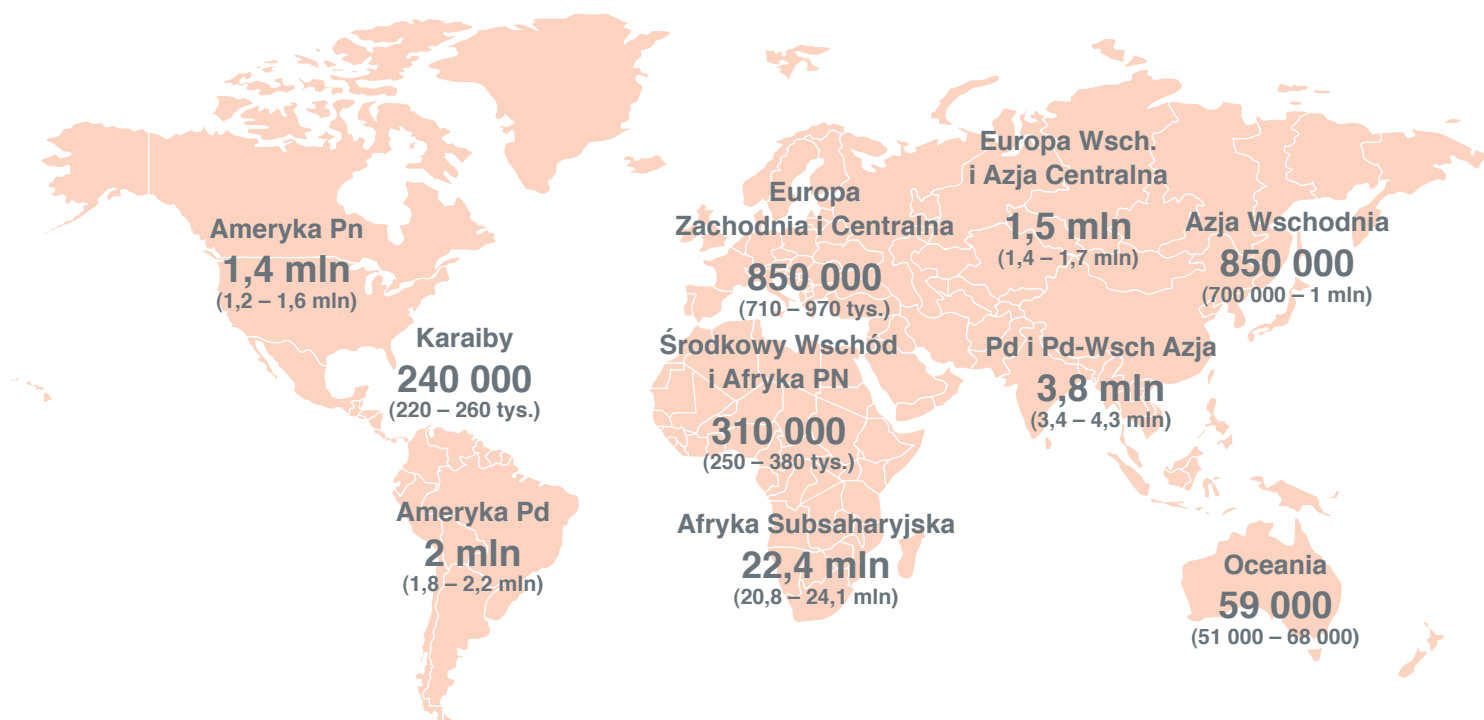 Ameryka Pn
1,4 mln
(1,2 – 1,6 mln)
Karaiby
240 000
(220 – 260 tys.)
Ameryka Pd
2 mln
(1,8 – 2,2 mln)
Europa
Zachodnia i Centralna
850 000
(710 – 970 tys.)
Środkowy Wschód
i Afryka PN
310 000
(250 – 380 tys.)
Afryka Subsaharyjska
22,4 mln
(20,8 – 24,1 mln)
Europa Wsch.
i Azja Centralna
1,5 mln
(1,4 – 1,7 mln)
Azja Wschodnia
850 000
(700 000 – 1 mln)
Pd i Pd-Wsch Azja
3,8 mln
(3,4 – 4,3 mln)
Oceania
59 000
(51 000 – 68 000)